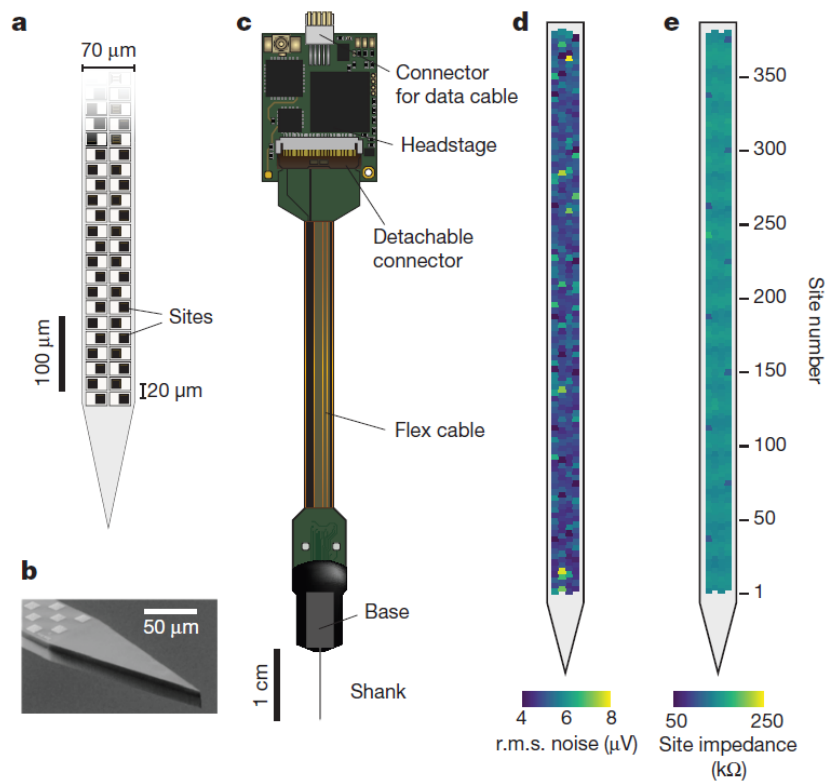 a
70 μm
Sites
100 μm
20 μm
b
50 μm
c
Connector
for data cable
Headstage
Detachable
connector
Flex cable
Base
1 cm
Shank
d
4 6 8
r.m.s. noise (μV)
e
350
300
250
200
150
100
50
1
Site number
50 250
Site impedance
(kΩ)